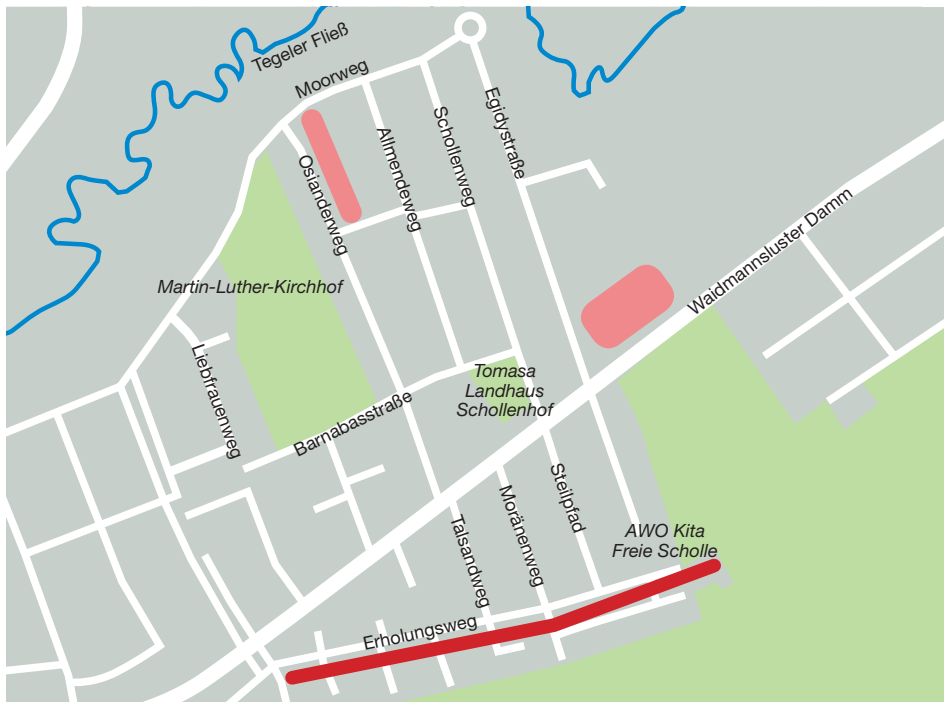 Tegeler Fließ
Moorweg
Egidystraße
Schollenweg
Allmendeweg
Osianderweg
Waidmannsluster Damm
Martin-Luther-Kirchhof
Liebfrauenweg
Tomasa
Landhaus
Schollenhof
Barnabasstraße
Steilpfad
Moränenweg
Talsandweg
AWO Kita
Freie Scholle
Erholungsweg